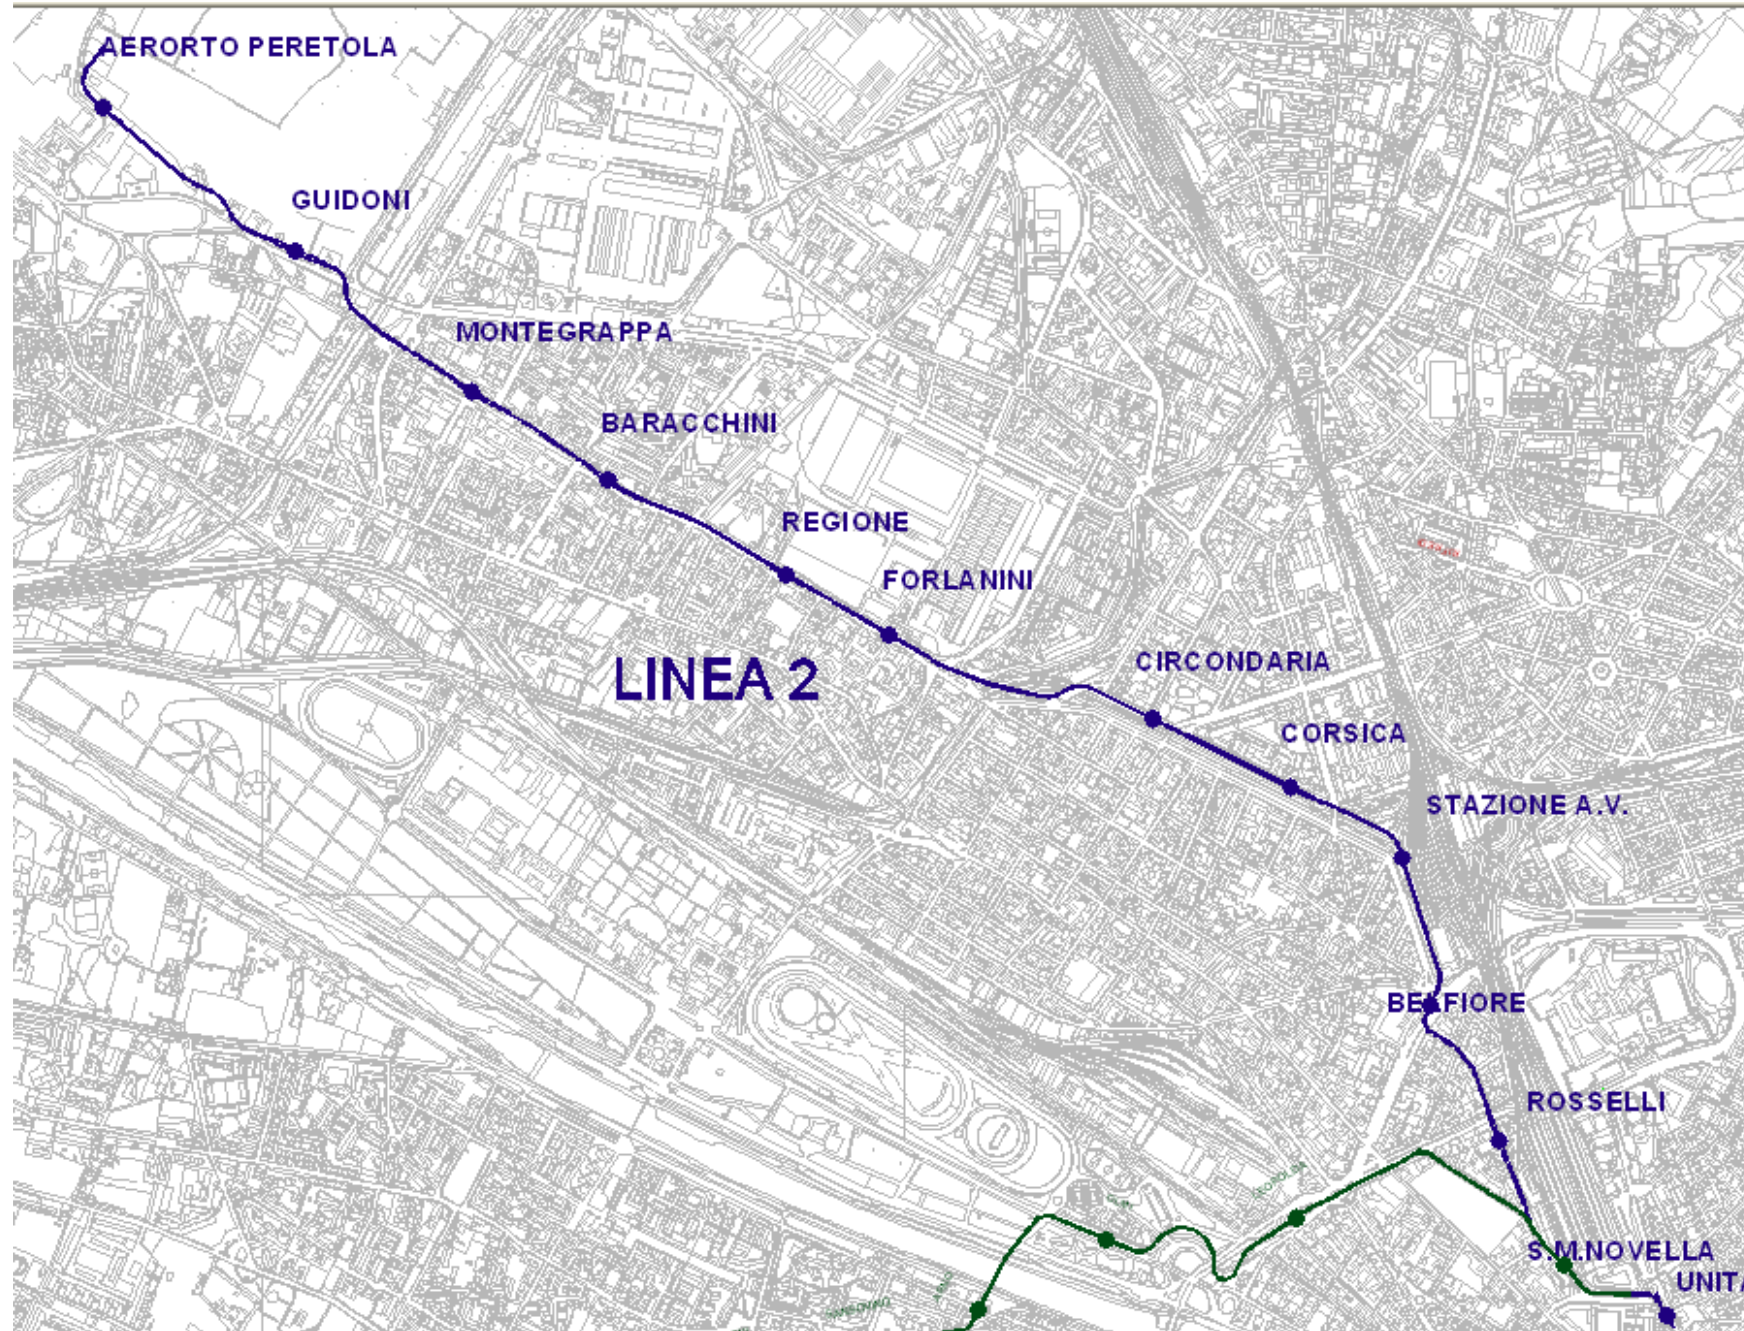 AERORTO PERETOLA
GUIDONI
MONTEGRAPPA
BARACCHINI
REGIONE
FORLANINI
LINEA 2
CIRCONDARIA
CORSICA
STAZIONE A.V.
BELFIORE
ROSSELLI
S.M.NOVELLA
UNITA